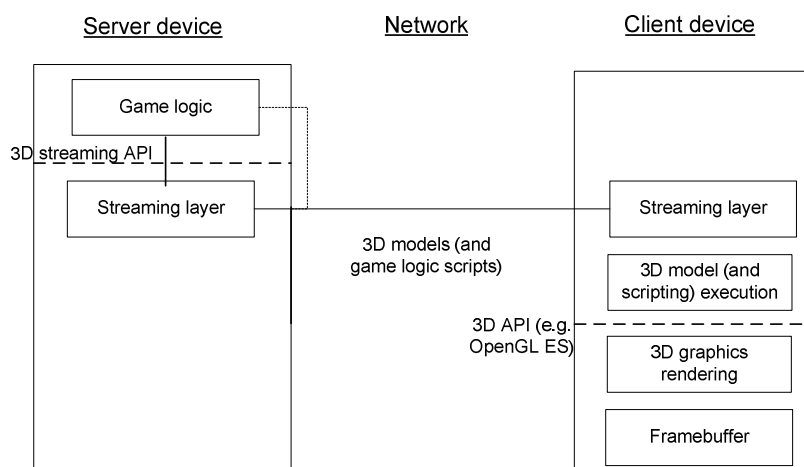 Server device
Network
Client device
Game logic
3D streaming API
Streaming layer
Streaming layer
3D models (and
game logic scripts)
3D model (and
scripting) execution
3D API (e.g.
OpenGL ES)
3D graphics
rendering
Framebuffer